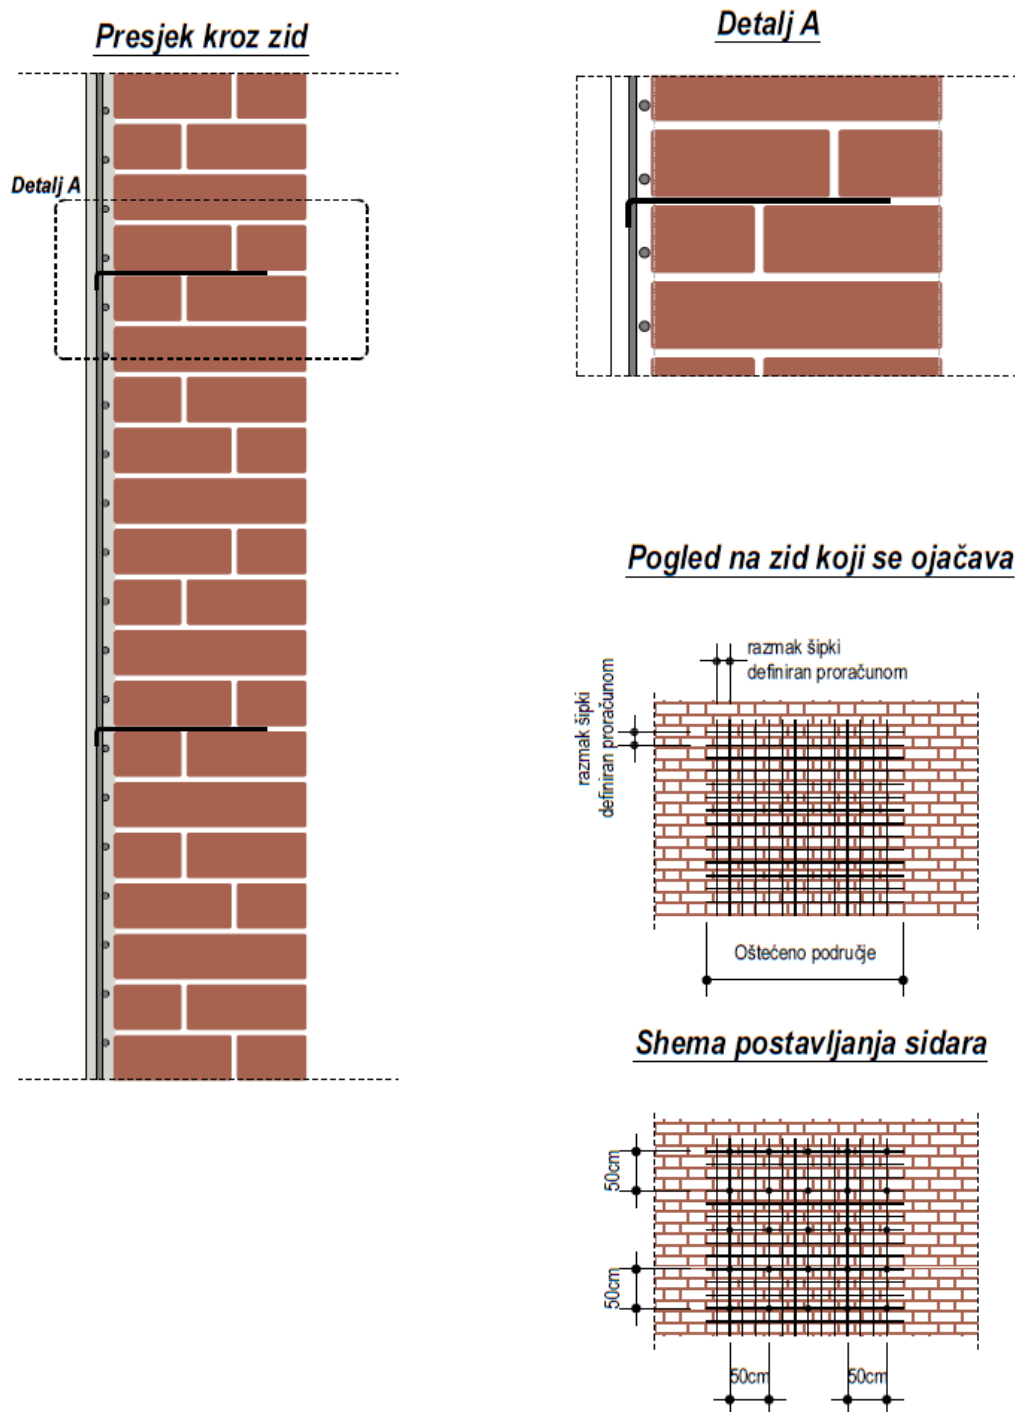 Presjek kroz zid
Detalj A
Detalj A
Pogled na zid koji se ojačava
razmak šipki
definiran proračunom
razmak šipki
definiran proračunom
Oštećeno područje
Shema postavljanja sidara
50cm
50cm
50cm
50cm